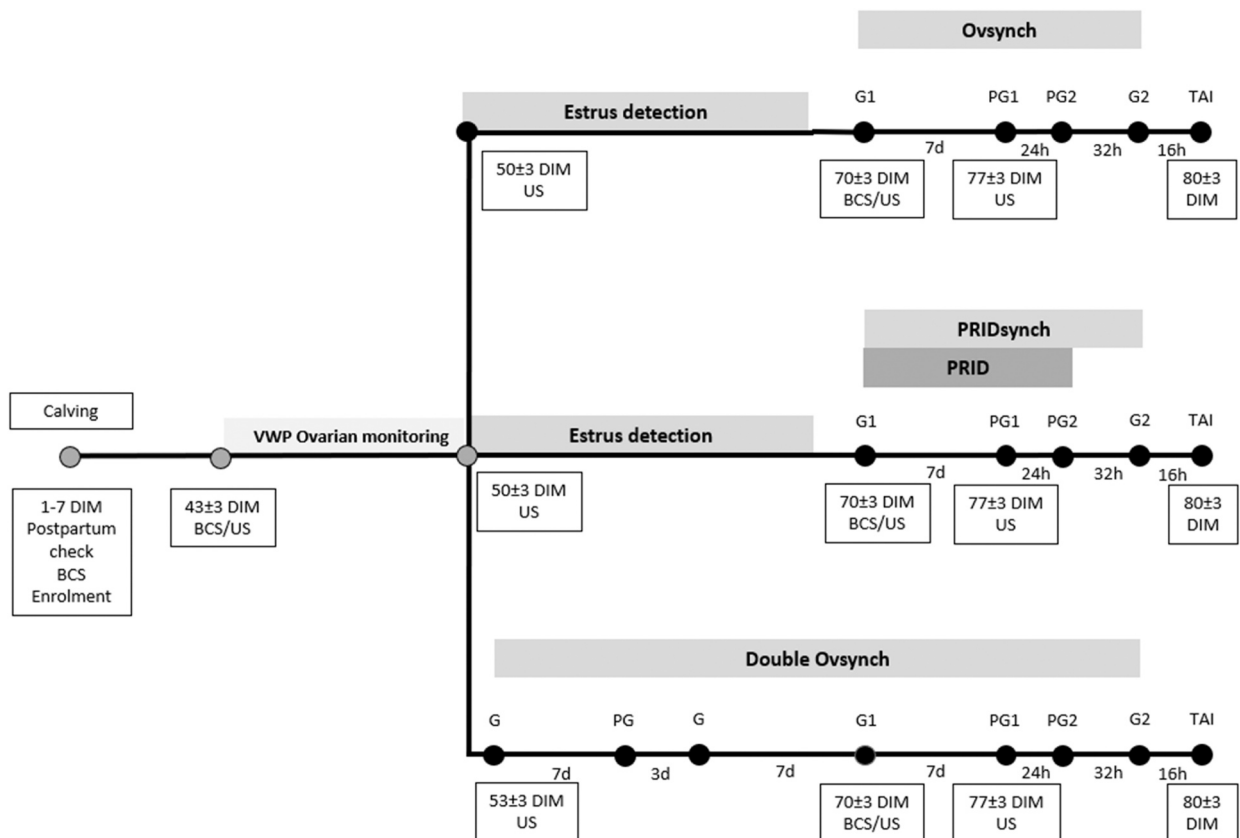 Ovsynch
G1 PG1 PG2 G2 TAI
Estrus detection
7d 24h 32h 16h
50±3 DIM
US
70±3 DIM
BCS/US
77±3 DIM
US
80±3
DIM
PRIDsynch
PRID
Calving
VWP Ovarian monitoring
Estrus detection
G1 PG1 PG2 G2 TAI
7d 24h 32h 16h
1-7 DIM
Postpartum
check
BCS
Enrolment
43±3 DIM
BCS/US
50±3 DIM
US
70±3 DIM
BCS/US
77±3 DIM
US
80±3
DIM
Double Ovsynch
G PG G G1 PG1 PG2 G2 TAI
7d 3d 7d 7d 24h 32h 16h
53±3 DIM
US
70±3 DIM
BCS/US
77±3 DIM
US
80±3
DIM